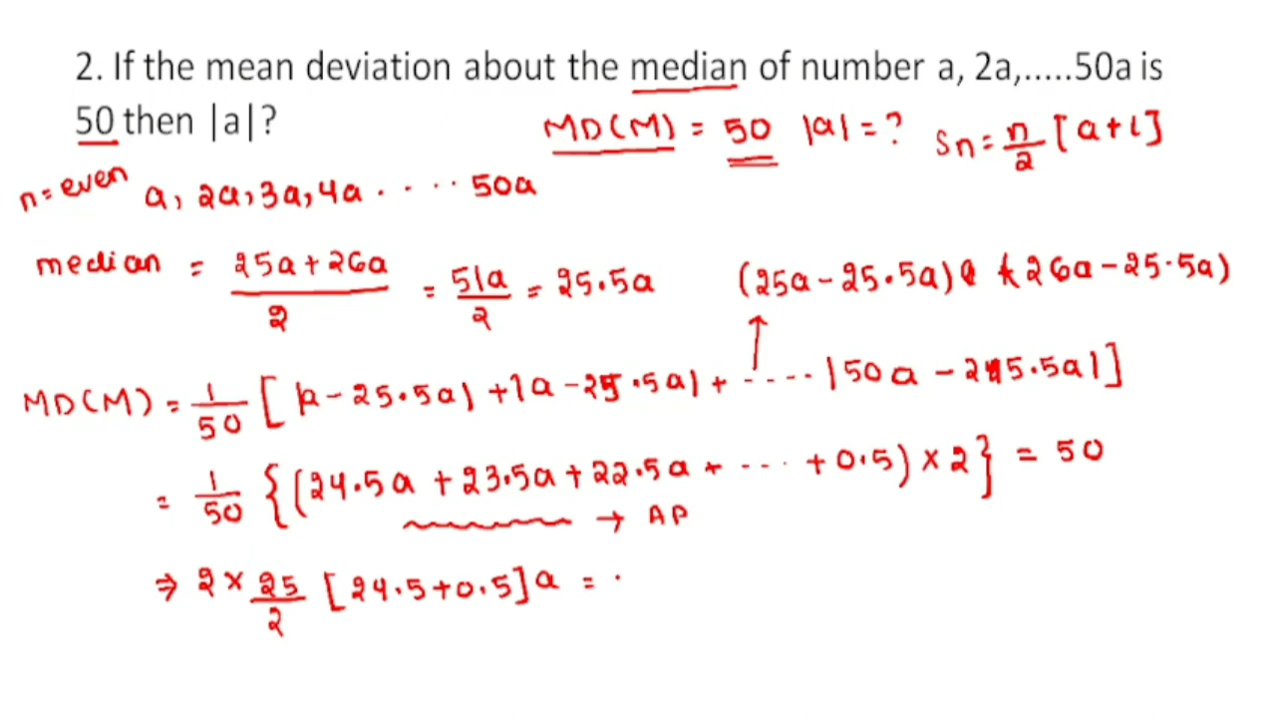 2. If the mean deviation about the median of number a, 2a,.....50a is
50 then |a|?
MD(M) = 50 |a| = ? Sn = n/2 [a+l]
n = even a, 2a, 3a, 4a ..... 50a
median = 25a + 26a / 2 = 51a/2 = 25.5a (25a - 25.5a) (26a - 25.5a)
MD(M) = 1/50 [ |a - 25.5a| + |a - 25.5a| + ..... |50a - 25.5a| ]
= 1/50 {(24.5a + 23.5a + 22.5a + ... + 0.5) × 2} = 50
→ AP
⇒ 2 × 25/2 [24.5+0.5]a =